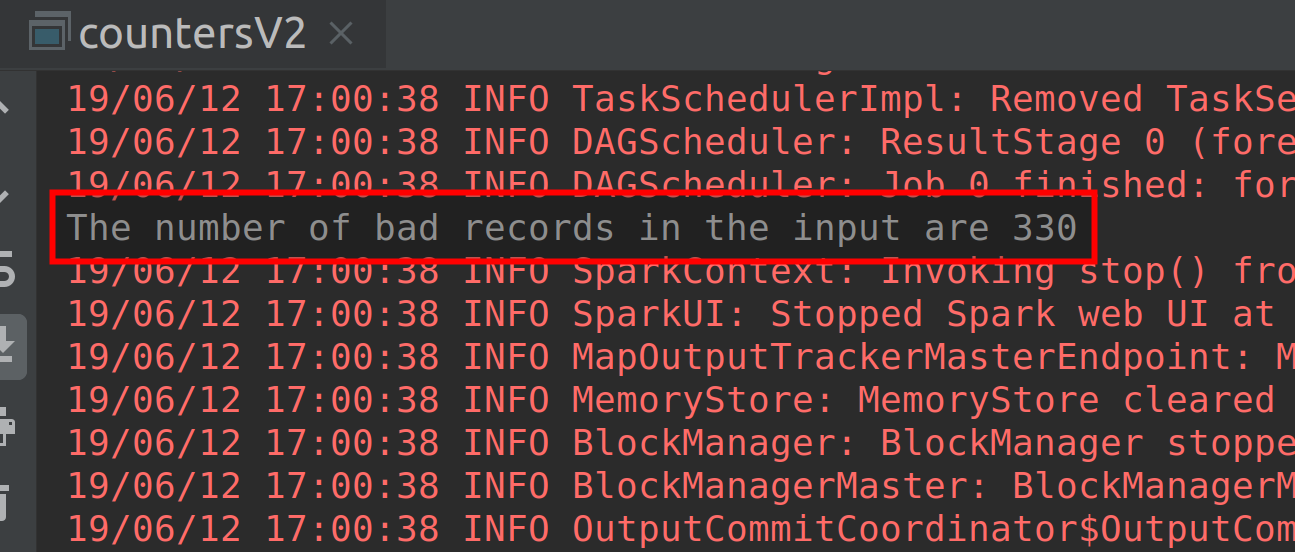 countersV2
19/06/12 17:00:38 INFO TaskSchedulerImpl: Removed TaskSe
19/06/12 17:00:38 INFO DAGScheduler: ResultStage 0 (fore
19/06/12 17:00:38 INFO DAGScheduler: Job 0 finished: for
The number of bad records in the input are 330
19/06/12 17:00:38 INFO SparkContext: Invoking stop() fro
19/06/12 17:00:38 INFO SparkUI: Stopped Spark web UI at
19/06/12 17:00:38 INFO MapOutputTrackerMasterEndpoint: M
19/06/12 17:00:38 INFO MemoryStore: MemoryStore cleared
19/06/12 17:00:38 INFO BlockManager: BlockManager stoppe
19/06/12 17:00:38 INFO BlockManagerMaster: BlockManagerM
19/06/12 17:00:38 INFO OutputCommitCoordinator$OutputCom